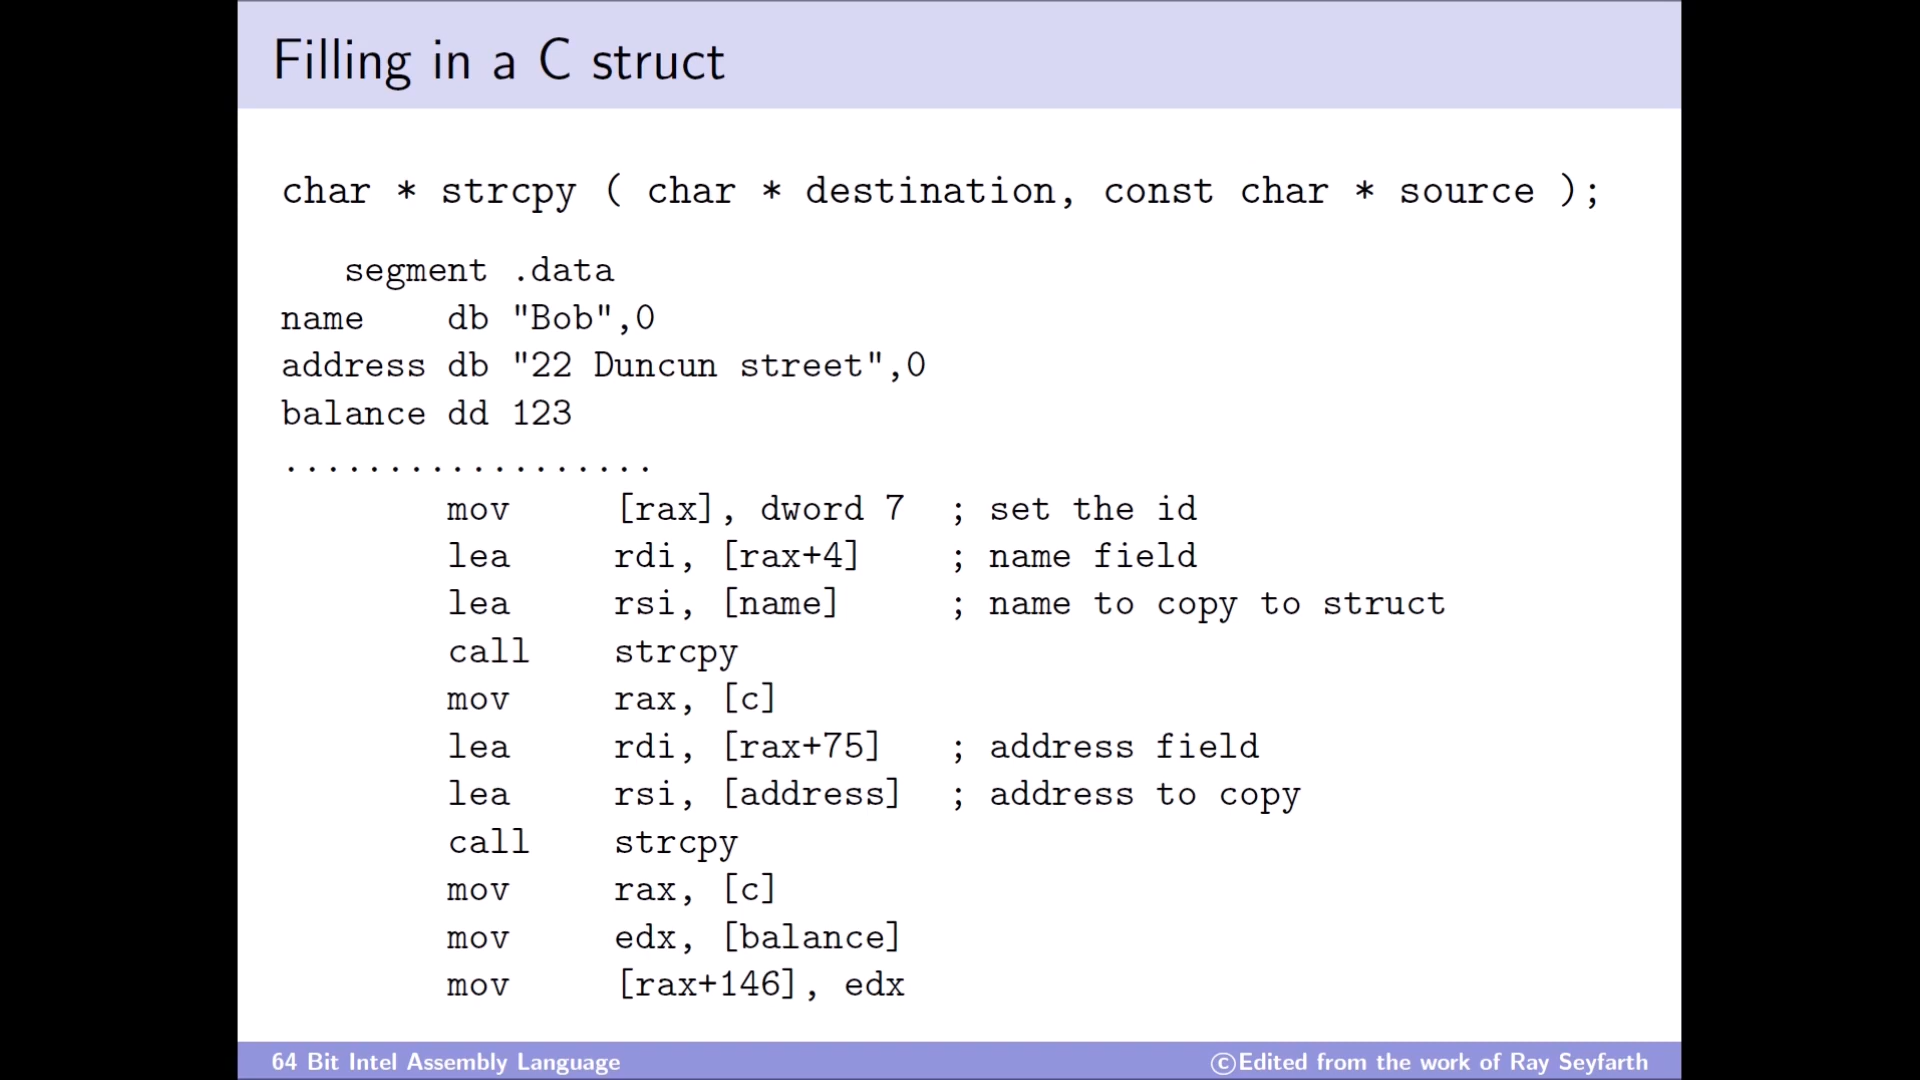 Filling in a C struct
char * strcpy ( char * destination, const char * source );
segment .data
name db "Bob",0
address db "22 Duncun street",0
balance dd 123
..................
mov [rax], dword 7 ; set the id
lea rdi, [rax+4] ; name field
lea rsi, [name] ; name to copy to struct
call strcpy
mov rax, [c]
lea rdi, [rax+75] ; address field
lea rsi, [address] ; address to copy
call strcpy
mov rax, [c]
mov edx, [balance]
mov [rax+146], edx
64 Bit Intel Assembly Language
©Edited from the work of Ray Seyfarth